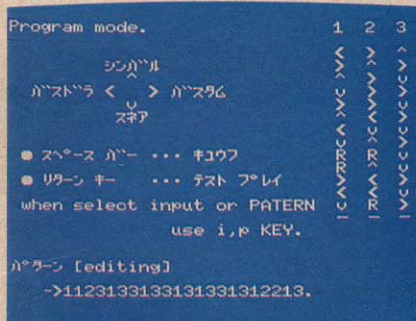 Program mode.
1 2 3
シンバル
バスドラ < > バスタム
スネア
● スペース バー ・・・ キュウフ
● リターン キー ・・・ テスト プレイ
when select input or PATERN
use i,p KEY.
パターン [editing]
->11231331331331331312213.